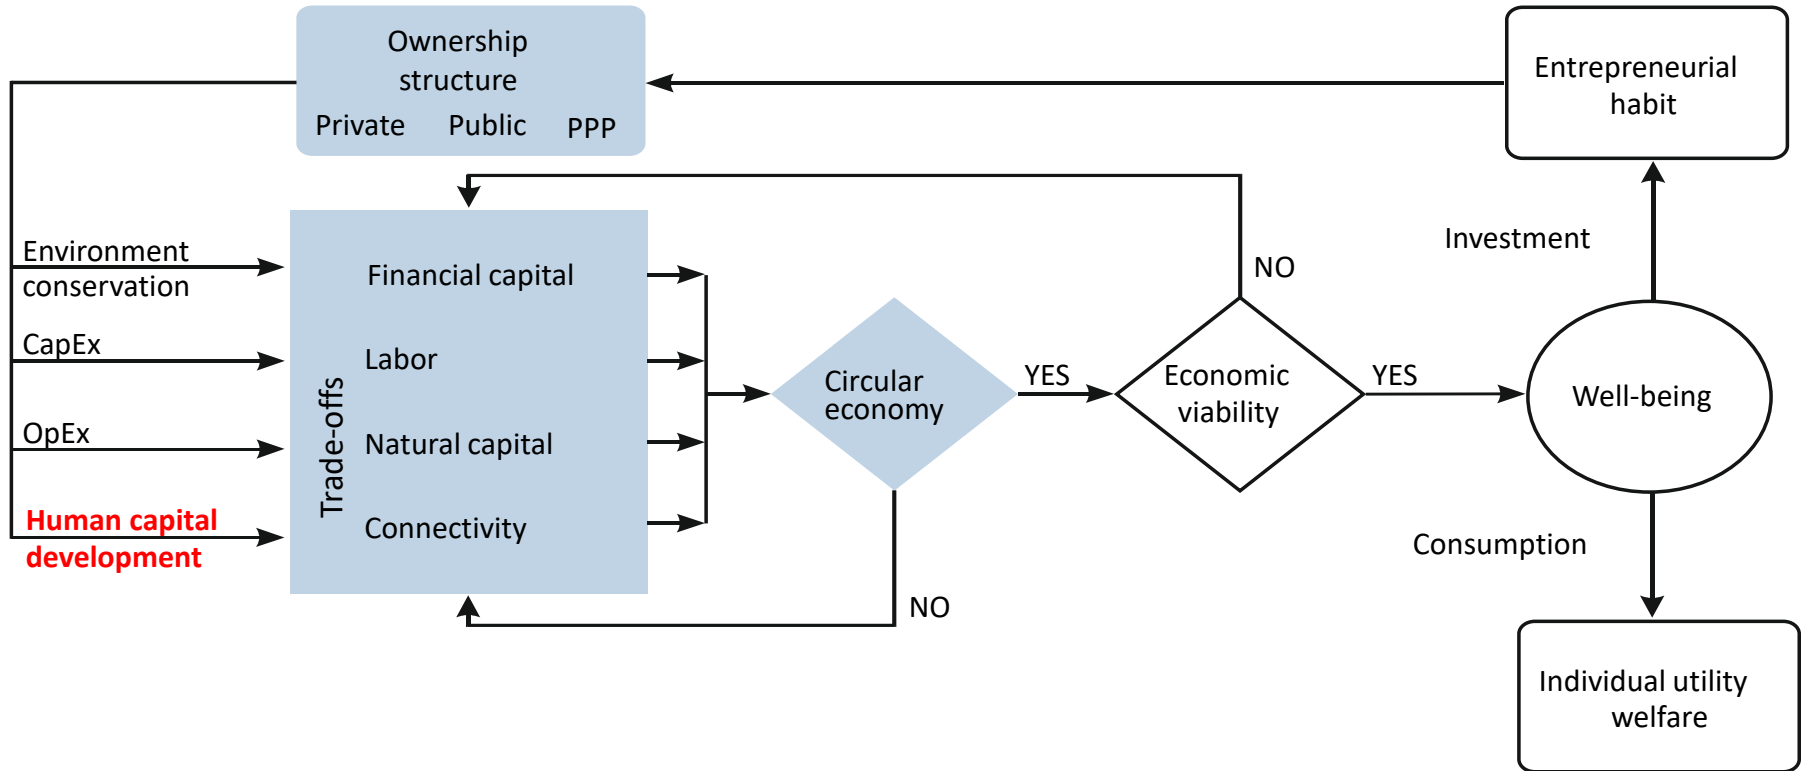 Ownership
structure
Private Public PPP
Entrepreneurial
habit
Environment
conservation
CapEx
OpEx
Human capital
development
Trade-offs
Financial capital
Labor
Natural capital
Connectivity
Circular
economy
NO
YES
Economic
viability
NO
YES
Well-being
Investment
Consumption
Individual utility
welfare